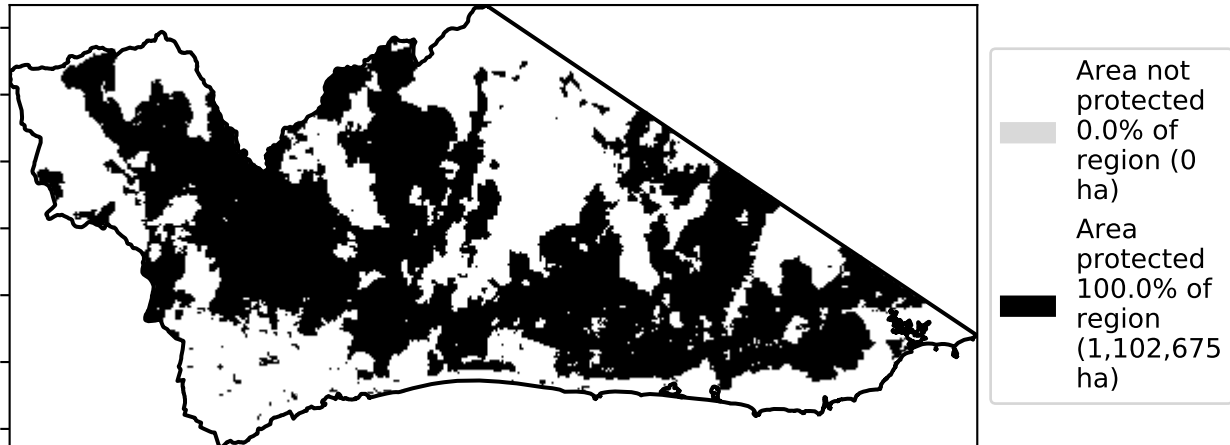 Area not
protected
0.0% of
region (0
ha)
Area
protected
100.0% of
region
(1,102,675
ha)